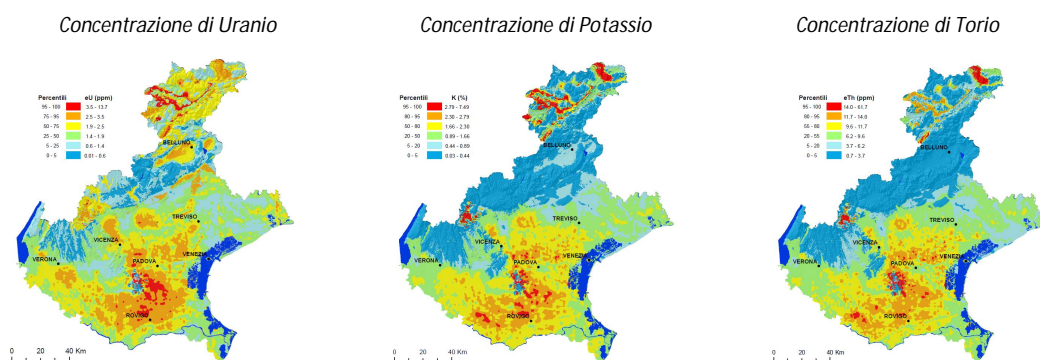 Concentrazione di Uranio
Percentili eU (ppm)
95 - 100 3.5 - 13.7
75 - 95 2.5 - 3.5
50 - 75 1.9 - 2.5
25 - 50 1.4 - 1.9
5 - 25 0.6 - 1.4
0 - 5 0.01 - 0.6
BELLUNO
TREVISO
VICENZA
VERONA
PADOVA
VENEZIA
ROVIGO
0 20 40 Km
Concentrazione di Potassio
Percentili K (%)
95 - 100 2.79 - 7.49
80 - 95 2.30 - 2.79
50 - 80 1.66 - 2.30
20 - 50 0.89 - 1.66
5 - 20 0.44 - 0.89
0 - 5 0.03 - 0.44
BELLUNO
TREVISO
VICENZA
VERONA
PADOVA
VENEZIA
ROVIGO
0 20 40 Km
Concentrazione di Torio
Percentili eTh (ppm)
95 - 100 14.0 - 61.7
80 - 95 11.7 - 14.0
55 - 80 9.6 - 11.7
20 - 55 6.2 - 9.6
5 - 20 3.7 - 6.2
0 - 5 0.7 - 3.7
BELLUNO
TREVISO
VICENZA
VERONA
PADOVA
VENEZIA
ROVIGO
0 20 40 Km